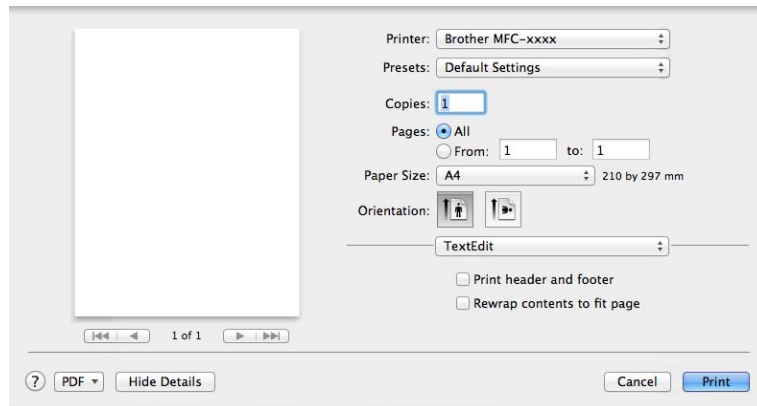 Printer: Brother MFC-xxxx
Presets: Default Settings
Copies: 1
Pages: All
From: 1 to: 1
Paper Size: A4 210 by 297 mm
Orientation:
TextEdit
Print header and footer
Rewrap contents to fit page
1 of 1
? PDF Hide Details Cancel Print